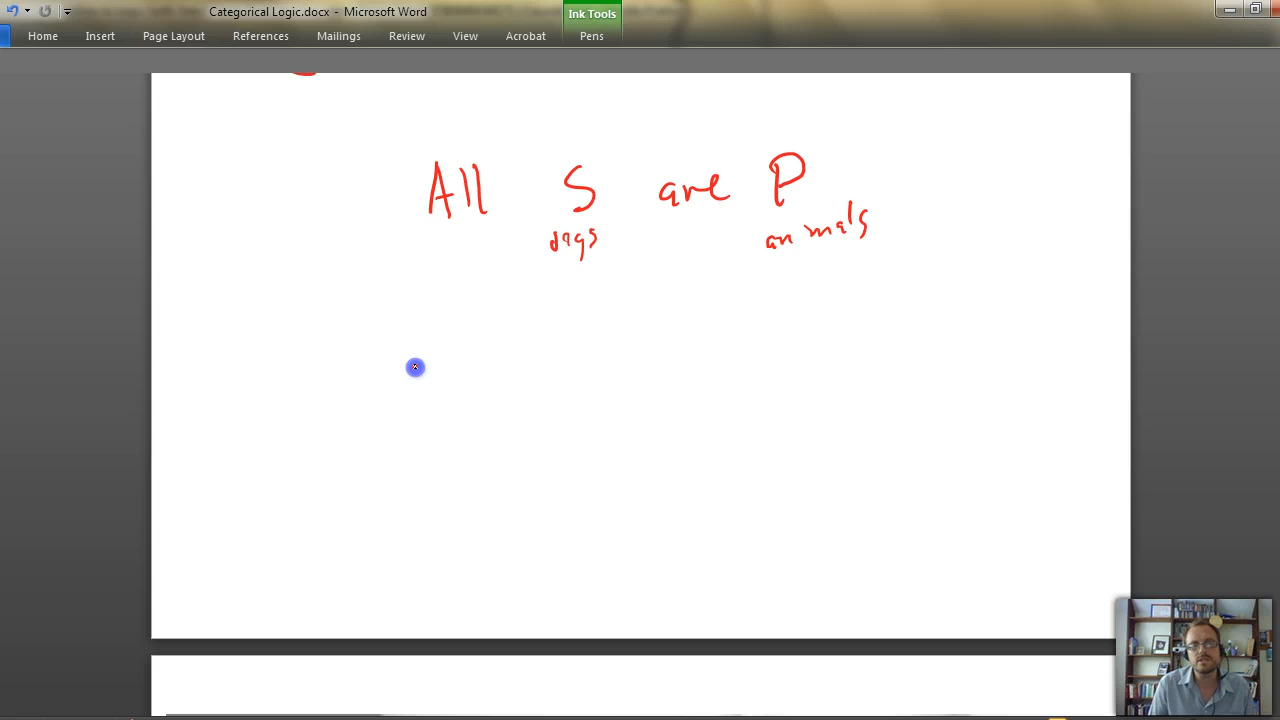 Categorical Logic.docx - Microsoft Word
Ink Tools
Home Insert Page Layout References Mailings Review View Acrobat Pens
All S are P
dogs animals